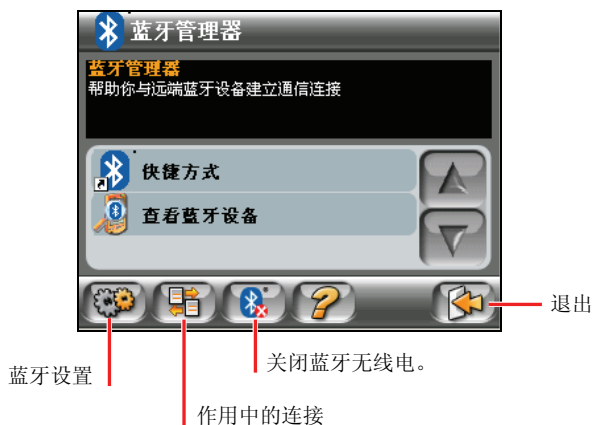 蓝牙管理器
蓝牙管理器
帮助你与远端蓝牙设备建立通信连接
快捷方式
查看蓝牙设备
退出
关闭蓝牙无线电。
蓝牙设置
作用中的连接